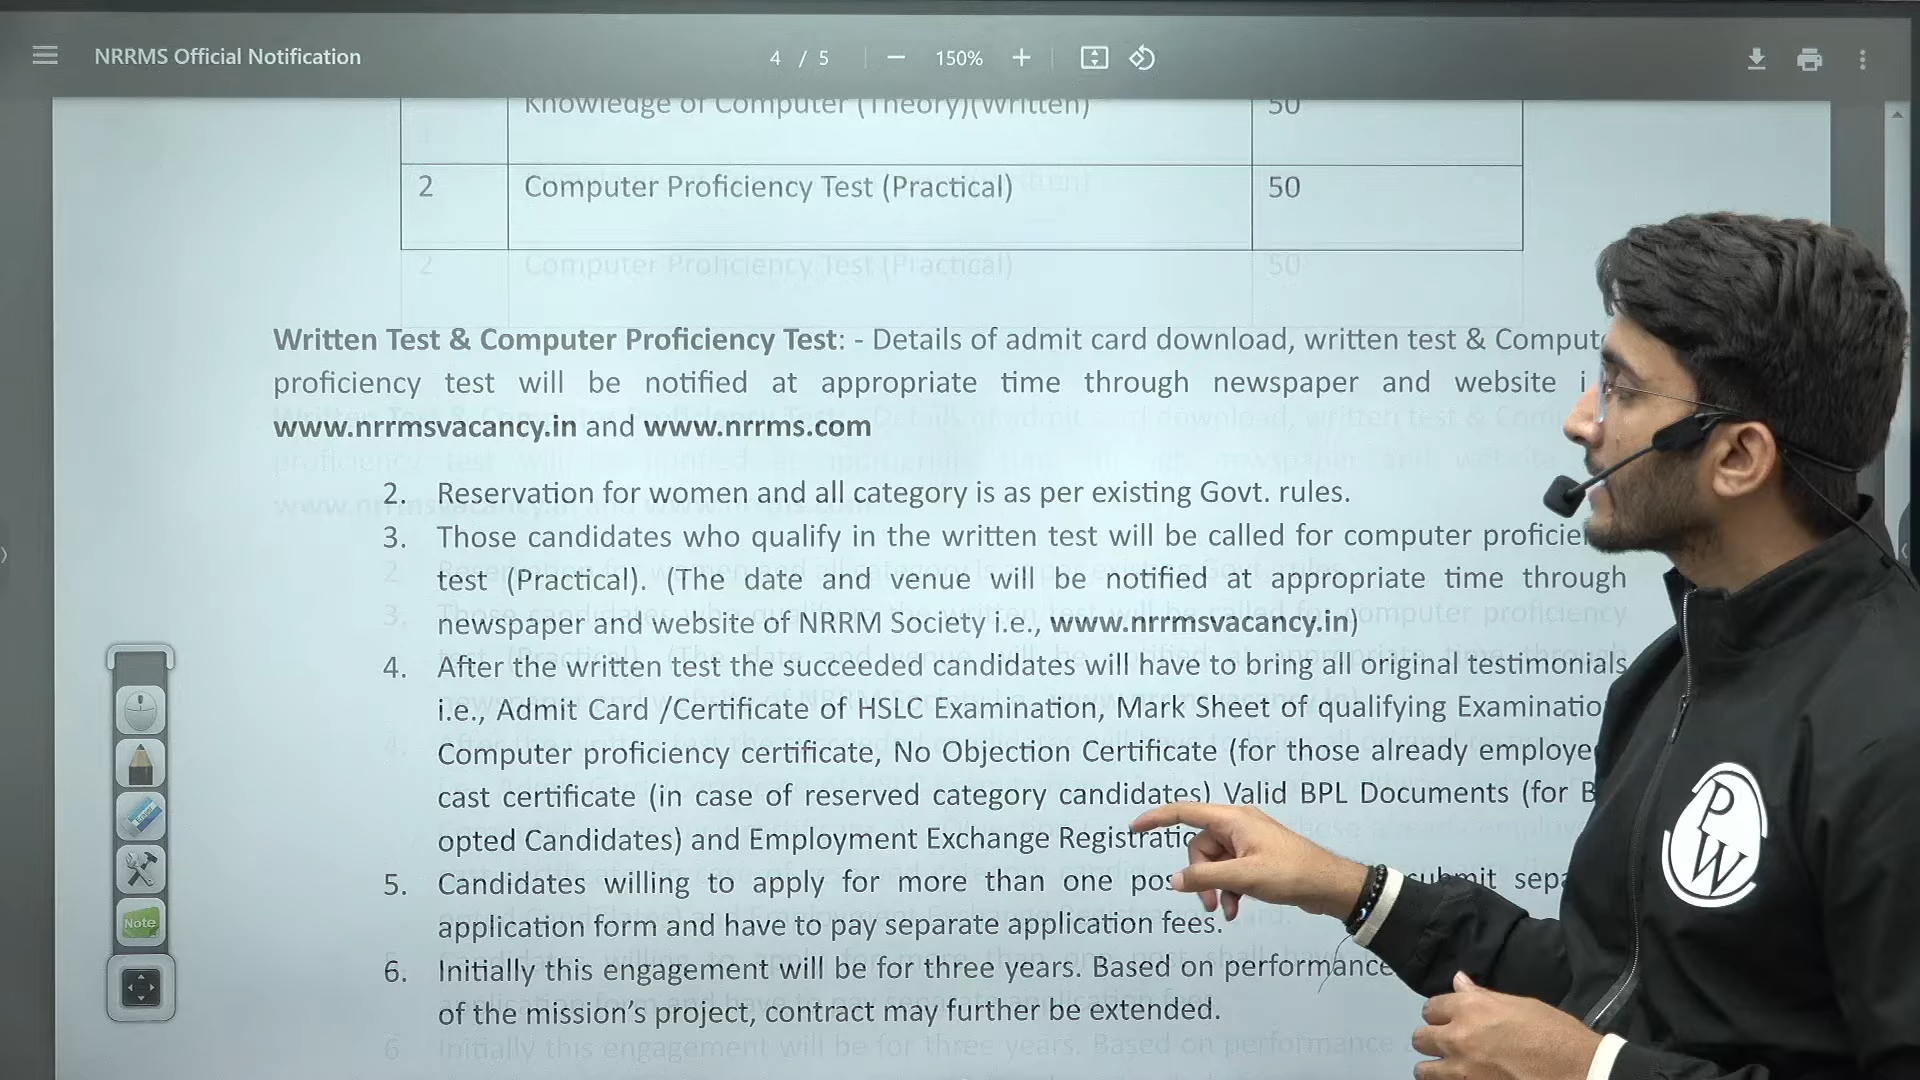 NRRMS Official Notification
4 / 5
150%
Knowledge of Computer (Theory)(Written) 50
2 Computer Proficiency Test (Practical) 50
Written Test & Computer Proficiency Test: - Details of admit card download, written test &
proficiency test will be notified at appropriate time through newspaper and website
www.nrrmsvacancy.in and www.nrrms.com
2. Reservation for women and all category is as per existing Govt. rules.
3. Those candidates who qualify in the written test will be called for computer
test (Practical). (The date and venue will be notified at appropriate time through
newspaper and website of NRRM Society i.e., www.nrrmsvacancy.in)
4. After the written test the succeeded candidates will have to bring all original testimonials
i.e., Admit Card /Certificate of HSLC Examination, Mark Sheet of qualifying
Computer proficiency certificate, No Objection Certificate (for those already
cast certificate (in case of reserved category candidates) Valid BPL Documents (for
opted Candidates) and Employment Exchange
5. Candidates willing to apply for more than one submit
application form and have to pay separate application fees.
6. Initially this engagement will be for three years. Based on performance
of the mission's project, contract may further be extended.
Note
PW